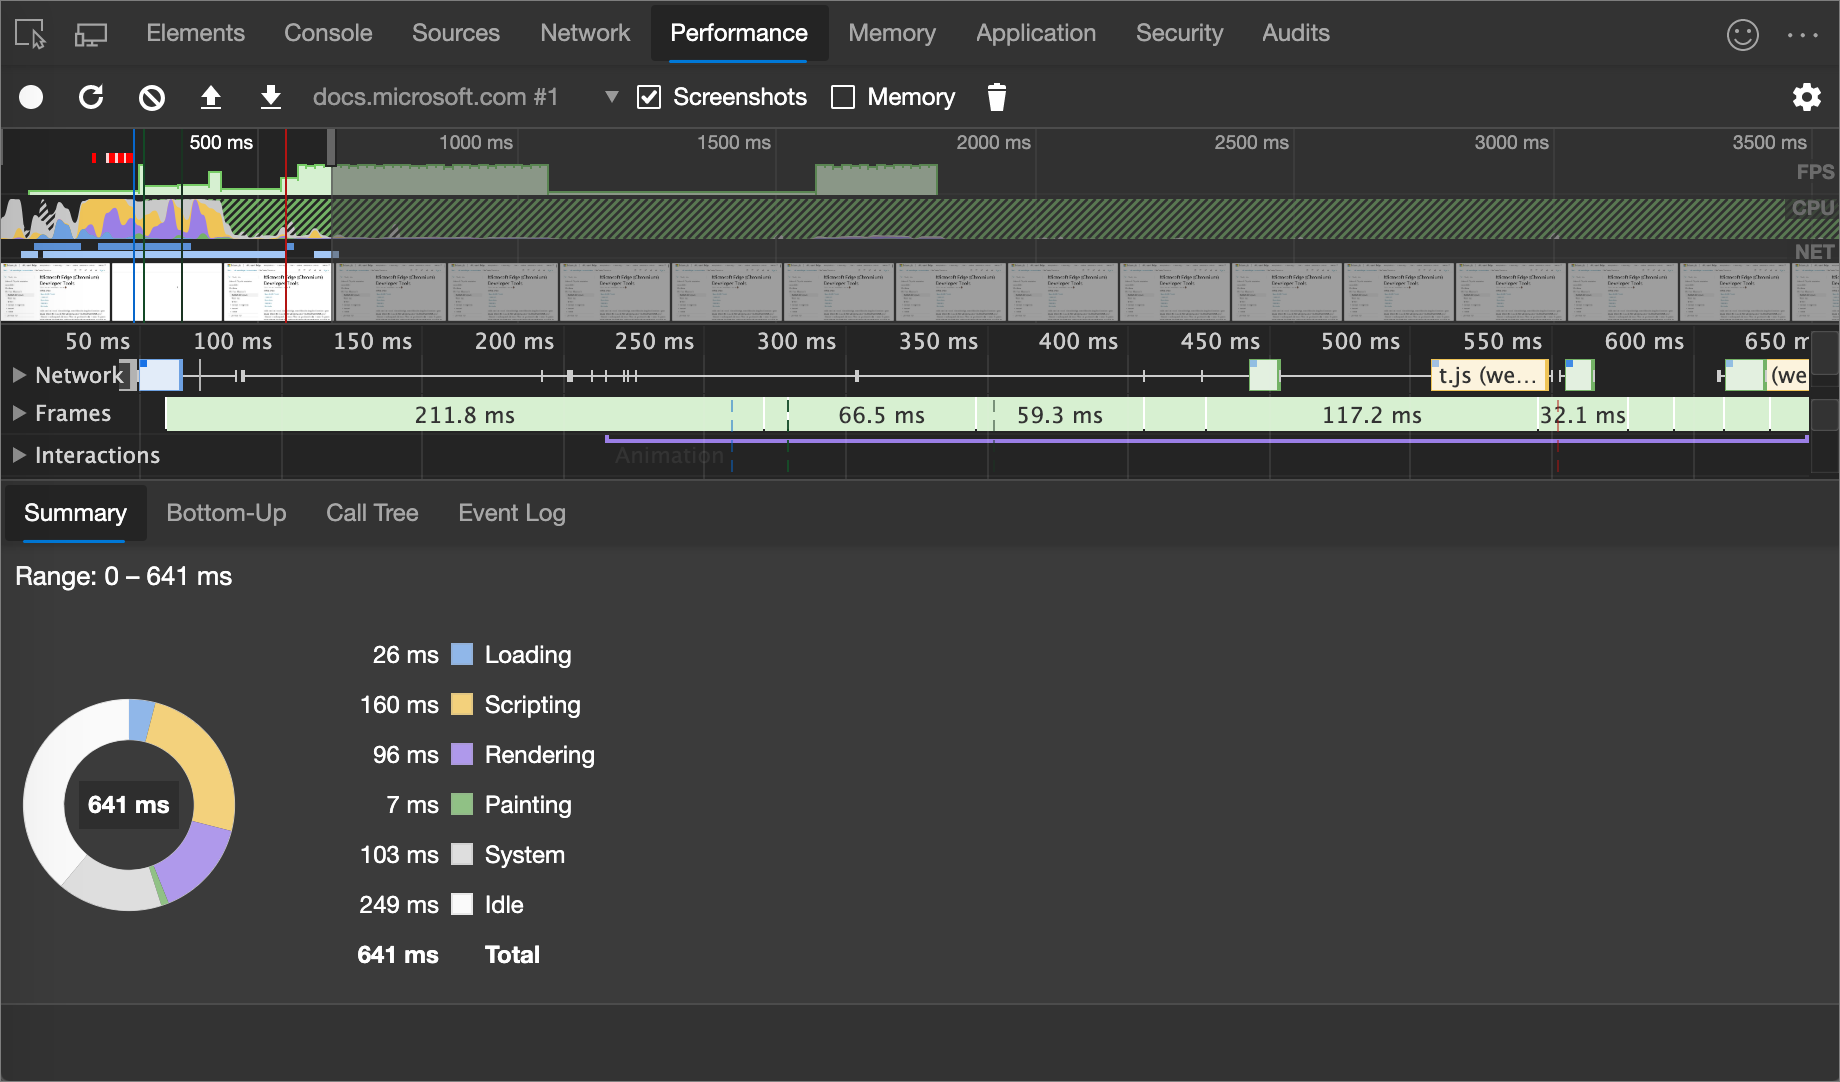 Elements Console Sources Network Performance Memory Application Security Audits
docs.microsoft.com #1 Screenshots Memory
500 ms 1000 ms 1500 ms 2000 ms 2500 ms 3000 ms 3500 ms
FPS
CPU
NET
Microsoft Edge (Chromium)
Developer Tools
50 ms 100 ms 150 ms 200 ms 250 ms 300 ms 350 ms 400 ms 450 ms 500 ms 550 ms 600 ms 650 m
Network t.js (we... (we
Frames 211.8 ms 66.5 ms 59.3 ms 117.2 ms 32.1 ms
Interactions Animation
Summary Bottom-Up Call Tree Event Log
Range: 0 – 641 ms
26 ms Loading
160 ms Scripting
96 ms Rendering
641 ms
7 ms Painting
103 ms System
249 ms Idle
641 ms Total